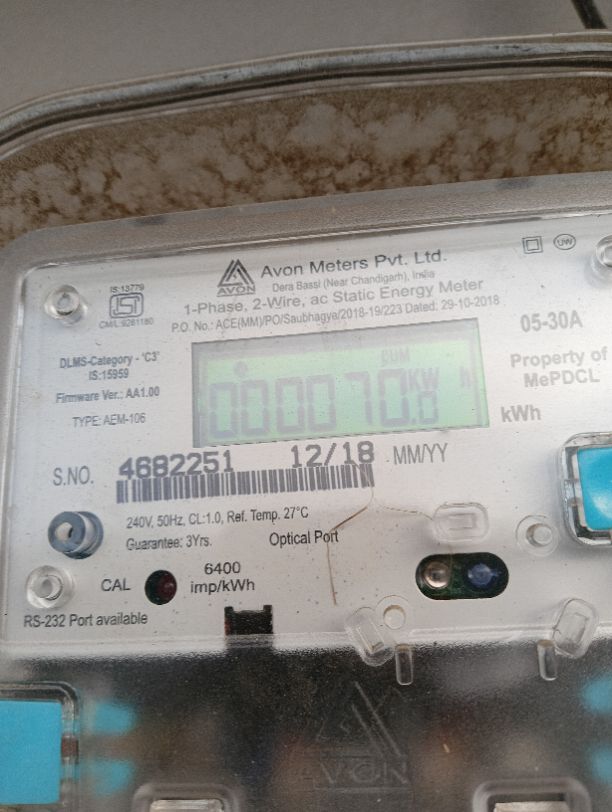 Avon Meters Pvt. Ltd.
AVON
Dera Bassi (Near Chandigarh), India
UW
IS:13779
ISI
CM/L:9281180
1-Phase, 2-Wire, ac Static Energy Meter
P.O. No.: ACE(MM)/PO/Saubhagya/2018-19/223 Dated: 29-10-2018
05-30A
DLMS-Category - 'C3'
IS:15959
Firmware Ver.: AA1.00
TYPE: AEM-106
CUM
000070.0 KW h
kWh
Property of
MePDCL
S.NO. 4682251 12/18 MM/YY
240V, 50Hz, CL:1.0, Ref. Temp. 27°C
Guarantee: 3Yrs. Optical Port
CAL 6400
imp/kWh
RS-232 Port available
AVON